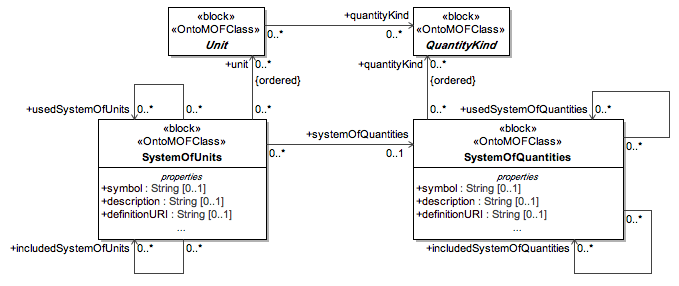 «block»
«OntoMOFClass»
Unit
+quantityKind
0..*
0..*
«block»
«OntoMOFClass»
QuantityKind
+unit
0..*
{ordered}
+quantityKind
0..*
{ordered}
+usedSystemOfUnits
0..*
0..*
0..*
0..*
+usedSystemOfQuantities
0..*
«block»
«OntoMOFClass»
SystemOfUnits
properties
+symbol : String [0..1]
+description : String [0..1]
+definitionURI : String [0..1]
...
+systemOfQuantities
0..*
0..1
«block»
«OntoMOFClass»
SystemOfQuantities
properties
+symbol : String [0..1]
+description : String [0..1]
+definitionURI : String [0..1]
...
0..*
0..*
+includedSystemOfUnits
0..*
0..*
+includedSystemOfQuantities
0..*